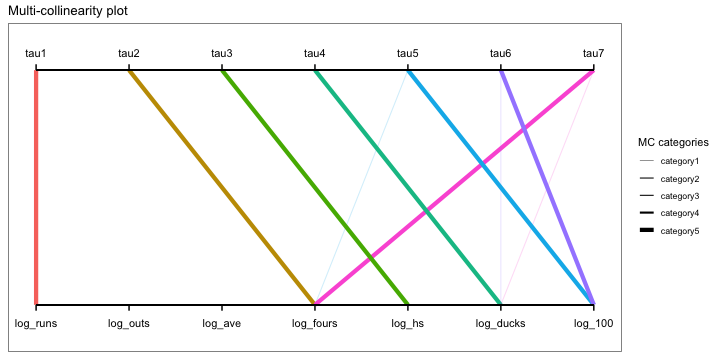 Multi-collinearity plot
tau1 tau2 tau3 tau4 tau5 tau6 tau7
log_runs log_outs log_ave log_fours log_hs log_ducks log_100
MC categories
category1
category2
category3
category4
category5